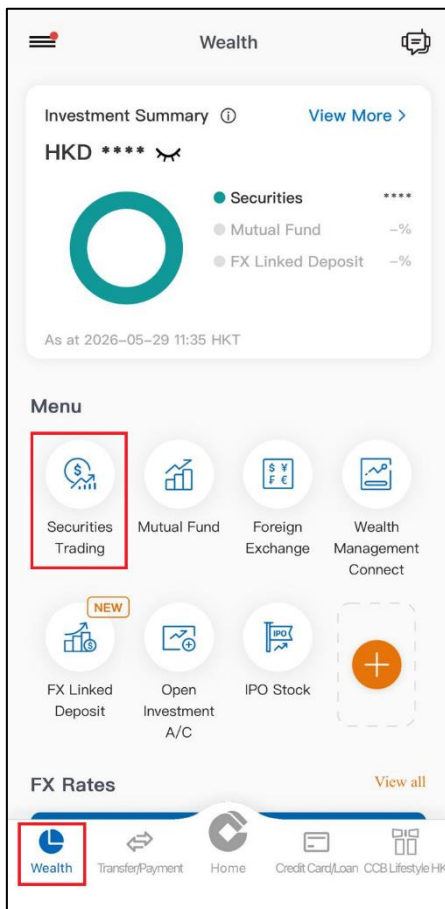 Wealth
Investment Summary View More >
HKD ****
Securities ****
Mutual Fund -%
FX Linked Deposit -%
As at 2026-05-29 11:35 HKT
Menu
Securities Trading
Mutual Fund
Foreign Exchange
Wealth Management Connect
NEW
FX Linked Deposit
Open Investment A/C
IPO
IPO Stock
FX Rates View all
Wealth Transfer/Payment Home Credit Card/Loan CCB Lifestyle HK